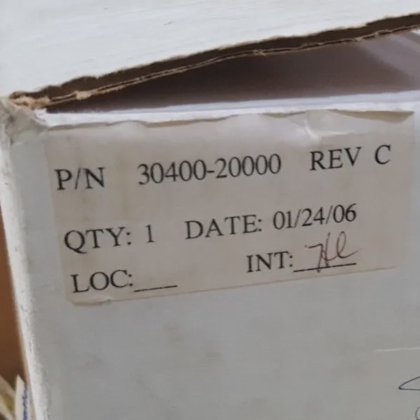 P/N 30400-20000 REV C
QTY: 1 DATE: 01/24/06
LOC:___ INT: